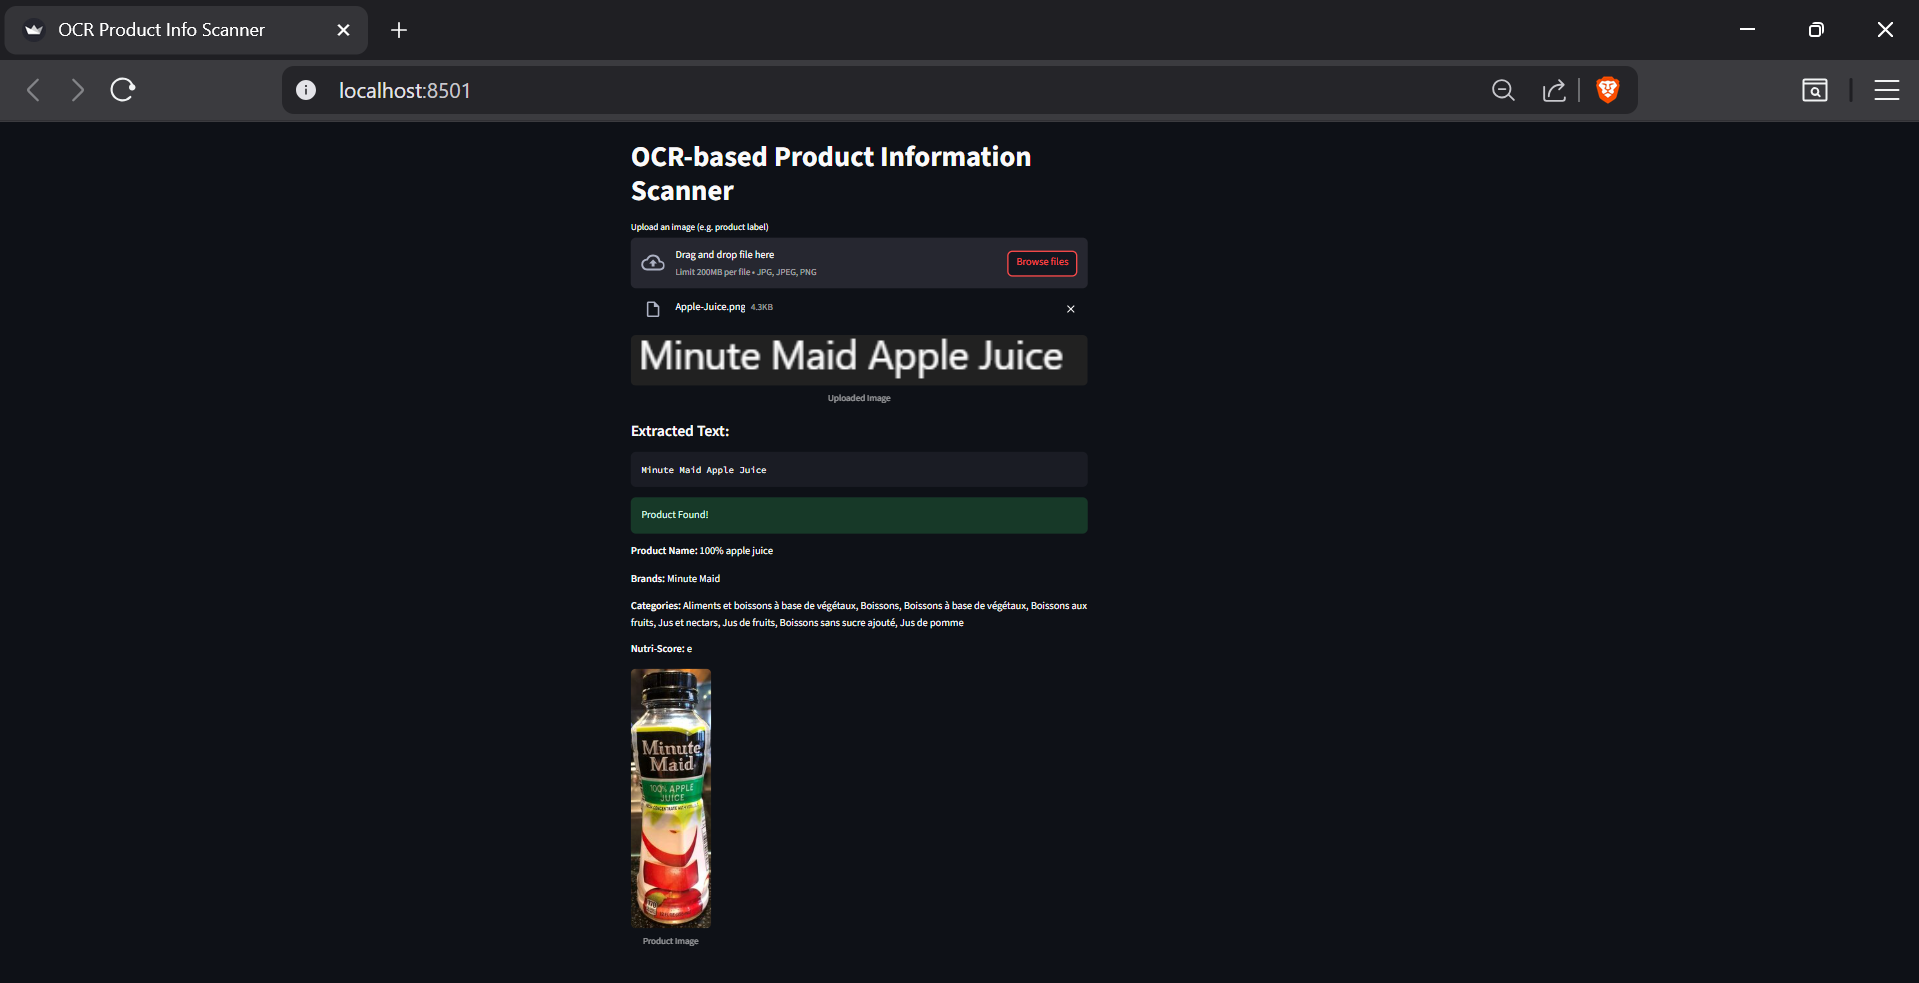 OCR Product Info Scanner
localhost:8501
OCR-based Product Information
Scanner
Upload an image (e.g. product label)
Drag and drop file here
Limit 200MB per file • JPG, JPEG, PNG
Browse files
Apple-Juice.png 4.3KB
Minute Maid Apple Juice
Uploaded Image
Extracted Text:
Minute Maid Apple Juice
Product Found!
Product Name: 100% apple juice
Brands: Minute Maid
Categories: Aliments et boissons à base de végétaux, Boissons, Boissons à base de végétaux, Boissons aux
fruits, Jus et nectars, Jus de fruits, Boissons sans sucre ajouté, Jus de pomme
Nutri-Score: e
Minute
Maid
100% APPLE
JUICE
Product Image